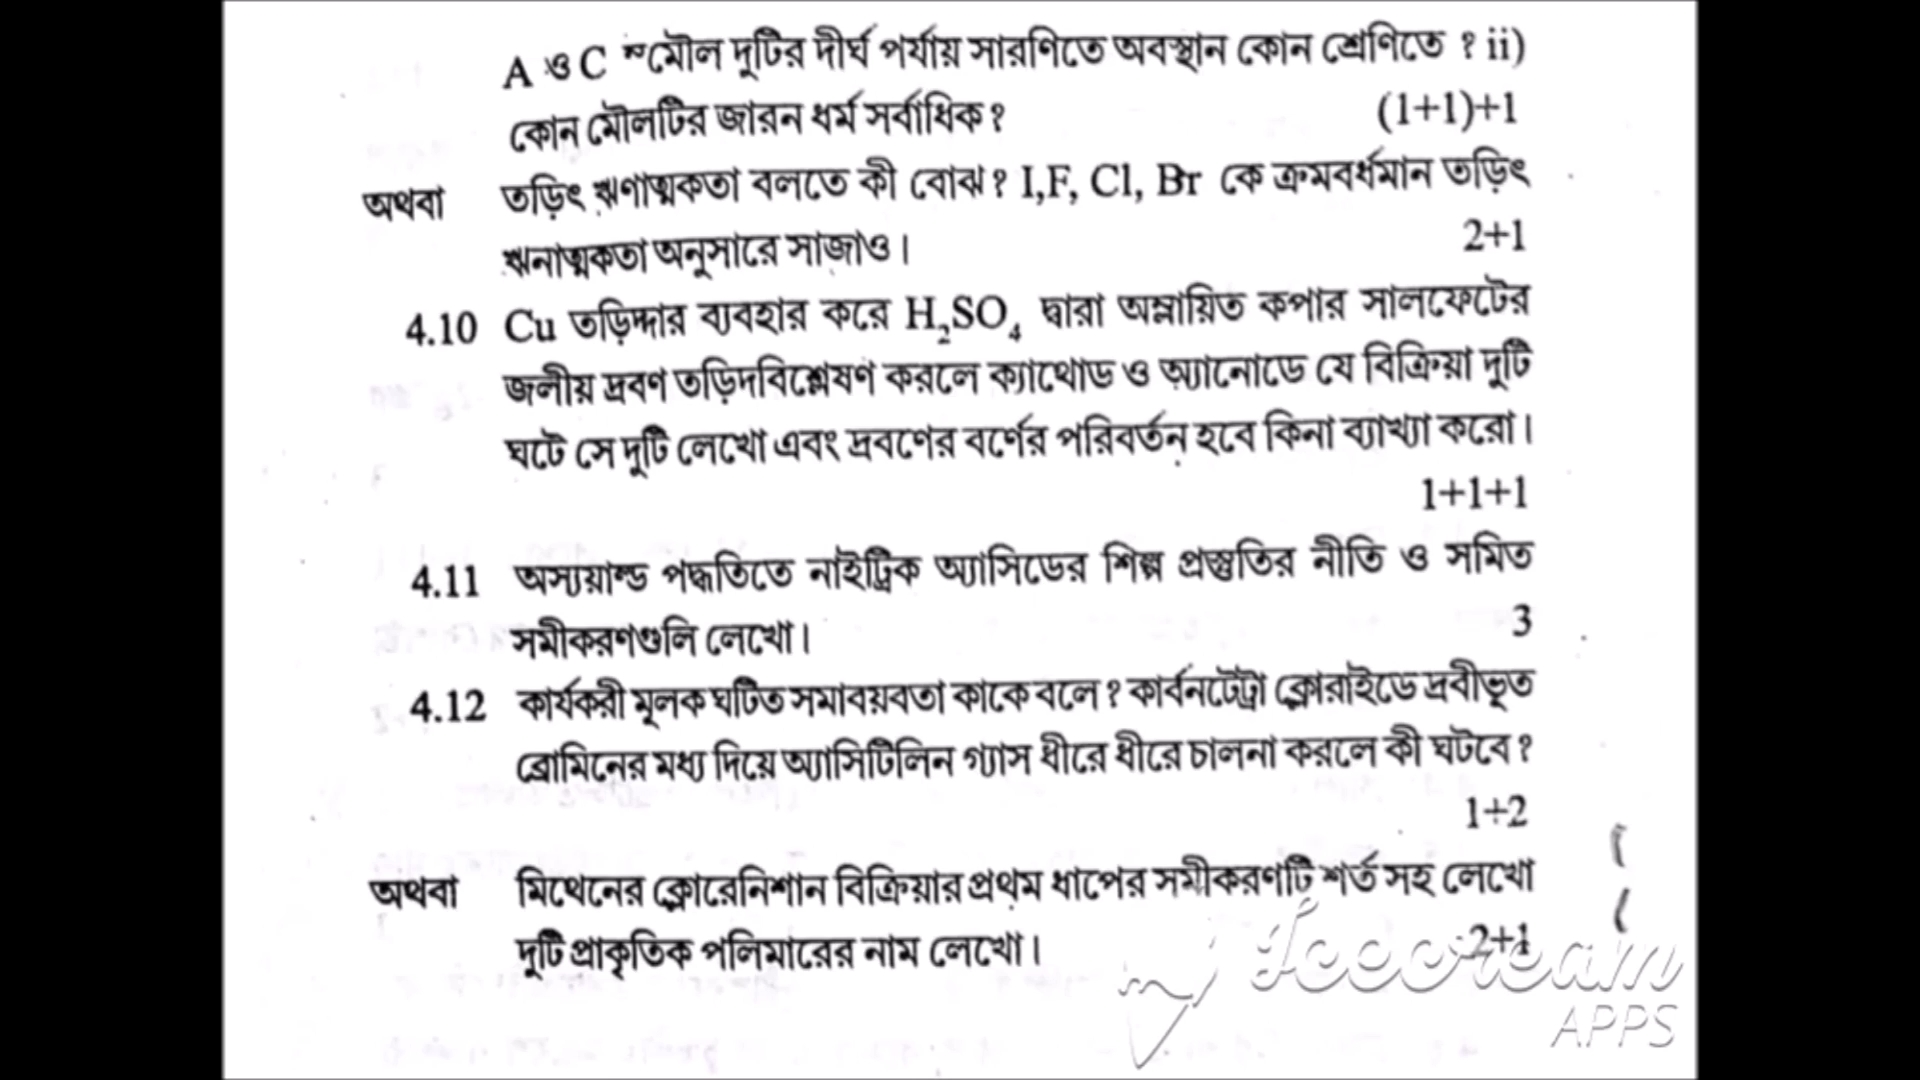 A ও C মৌল দুটির দীর্ঘ পর্যায় সারণিতে অবস্থান কোন শ্রেণিতে ? ii)
কোন মৌলটির জারন ধর্ম সর্বাধিক ? (1+1)+1
অথবা তড়িৎ ঋণাত্মকতা বলতে কী বোঝ ? I,F, Cl, Br কে ক্রমবর্ধমান তড়িৎ
ঋনাত্মকতা অনুসারে সাজাও। 2+1
4.10 Cu তড়িদ্দার ব্যবহার করে H₂SO₄ দ্বারা অম্লায়িত কপার সালফেটের
জলীয় দ্রবণ তড়িদবিশ্লেষণ করলে ক্যাথোড ও অ্যানোডে যে বিক্রিয়া দুটি
ঘটে সে দুটি লেখো এবং দ্রবণের বর্ণের পরিবর্তন হবে কিনা ব্যাখ্যা করো।
1+1+1
4.11 অস্যয়াল্ড পদ্ধতিতে নাইট্রিক অ্যাসিডের শিল্প প্রস্তুতির নীতি ও সমিত
সমীকরণগুলি লেখো। 3
4.12 কার্যকরী মূলক ঘটিত সমাবয়বতা কাকে বলে ? কার্বনটেট্রা ক্লোরাইডে দ্রবীভূত
ব্রোমিনের মধ্য দিয়ে অ্যাসিটিলিন গ্যাস ধীরে ধীরে চালনা করলে কী ঘটবে ?
1+2
অথবা মিথেনের ক্লোরেনিশান বিক্রিয়ার প্রথম ধাপের সমীকরণটি শর্ত সহ লেখো
দুটি প্রাকৃতিক পলিমারের নাম লেখো। 2+1
Icecream
APPS